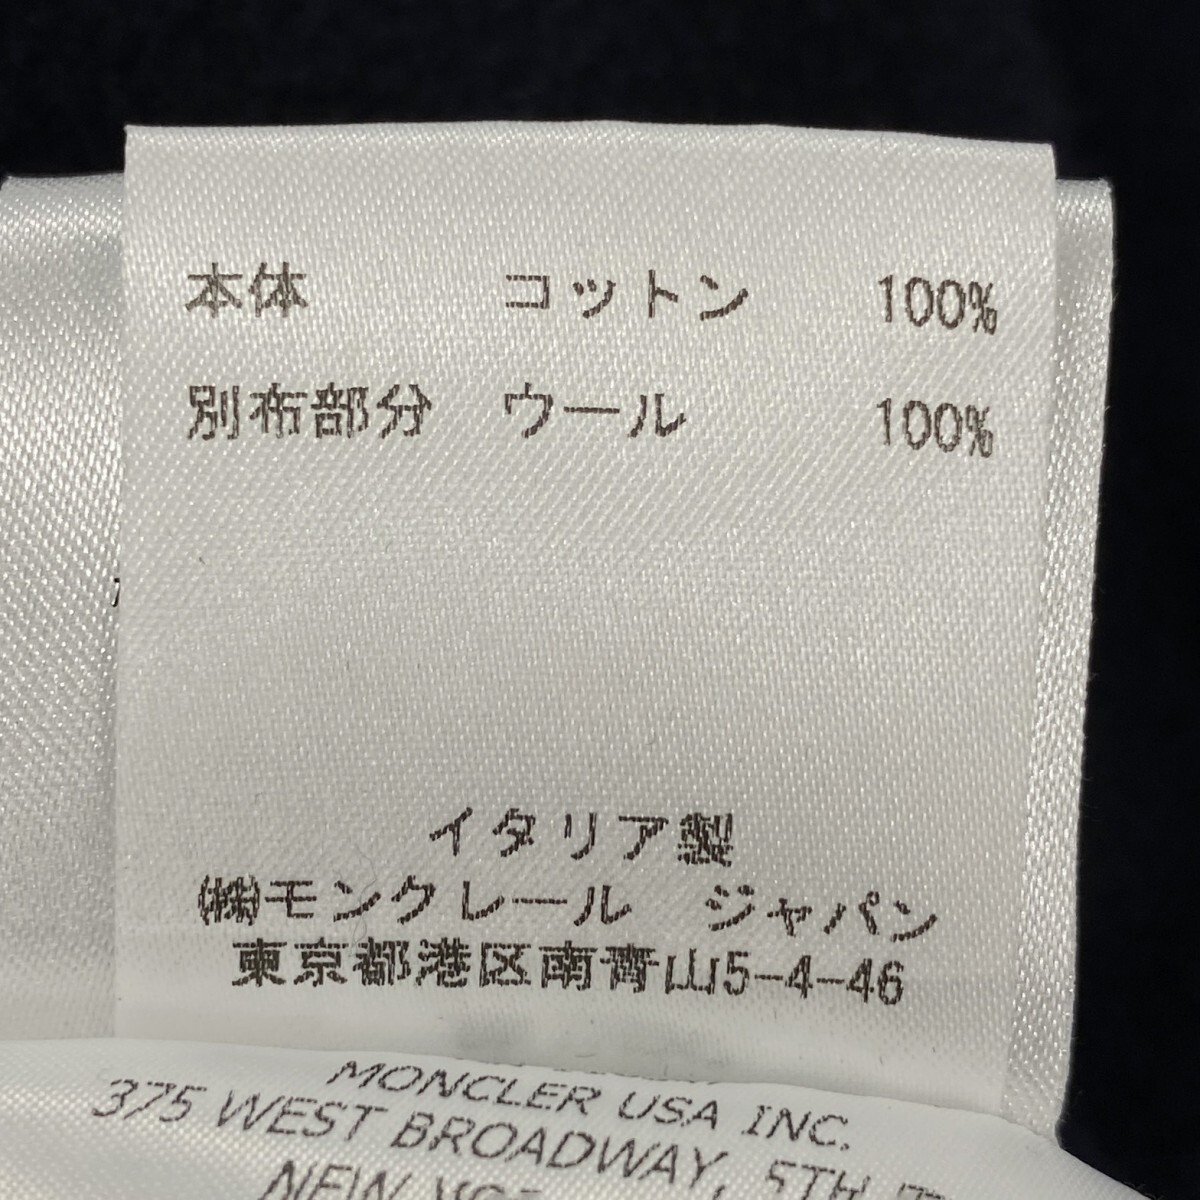 本体 コットン 100%
別布部分 ウール 100%
イタリア製
㈱モンクレール ジャパン
東京都港区南青山5-4-46
MONCLER USA INC.
375 WEST BROADWAY, 5TH
NEW